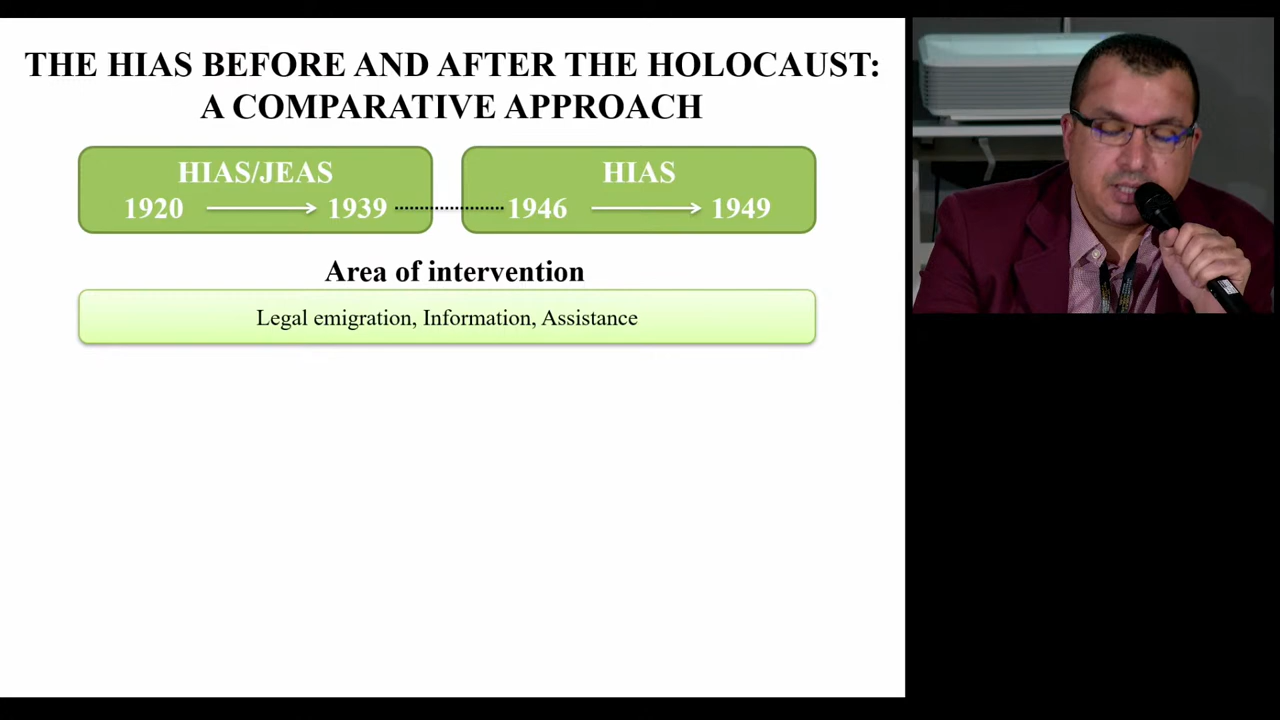 THE HIAS BEFORE AND AFTER THE HOLOCAUST:
A COMPARATIVE APPROACH
HIAS/JEAS
1920 1939
HIAS
1946 1949
Area of intervention
Legal emigration, Information, Assistance